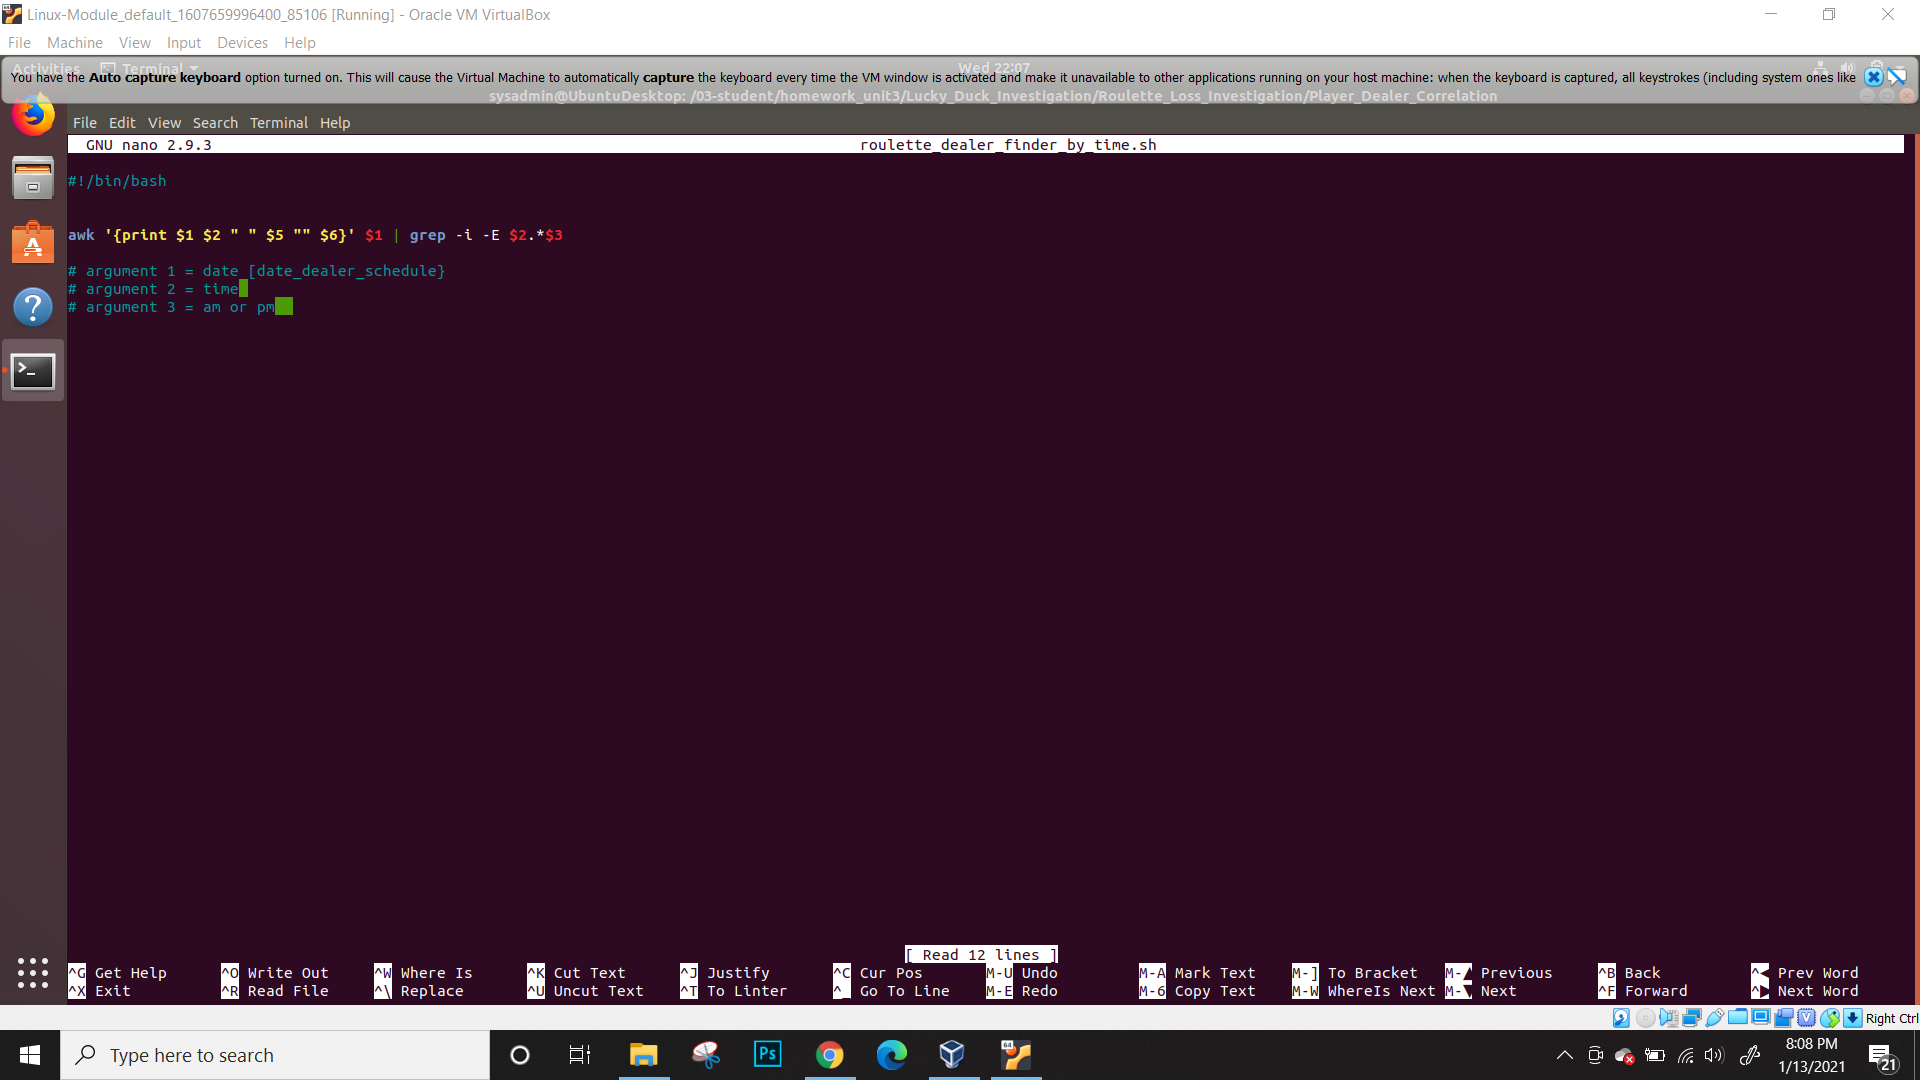 Linux-Module_default_1607659996400_85106 [Running] - Oracle VM VirtualBox
File Machine View Input Devices Help
Activities Terminal Wed 22:07
You have the Auto capture keyboard option turned on. This will cause the Virtual Machine to automatically capture the keyboard every time the VM window is activated and make it unavailable to other applications running on your host machine: when the keyboard is captured, all keystrokes (including system ones like
sysadmin@UbuntuDesktop: /03-student/homework_unit3/Lucky_Duck_Investigation/Roulette_Loss_Investigation/Player_Dealer_Correlation
File Edit View Search Terminal Help
GNU nano 2.9.3 roulette_dealer_finder_by_time.sh
#!/bin/bash
awk '{print $1 $2 " " $5 "" $6}' $1 | grep -i -E $2.*$3
# argument 1 = date [date_dealer_schedule}
# argument 2 = time
# argument 3 = am or pm
[ Read 12 lines ]
^G Get Help ^O Write Out ^W Where Is ^K Cut Text ^J Justify ^C Cur Pos M-U Undo M-A Mark Text M-] To Bracket M-▲ Previous ^B Back ^◀ Prev Word
^X Exit ^R Read File ^\ Replace ^U Uncut Text ^T To Linter ^_ Go To Line M-E Redo M-6 Copy Text M-W WhereIs Next M-▼ Next ^F Forward ^▶ Next Word
Right Ctrl
Type here to search
Ps
64
8:08 PM
1/13/2021
21